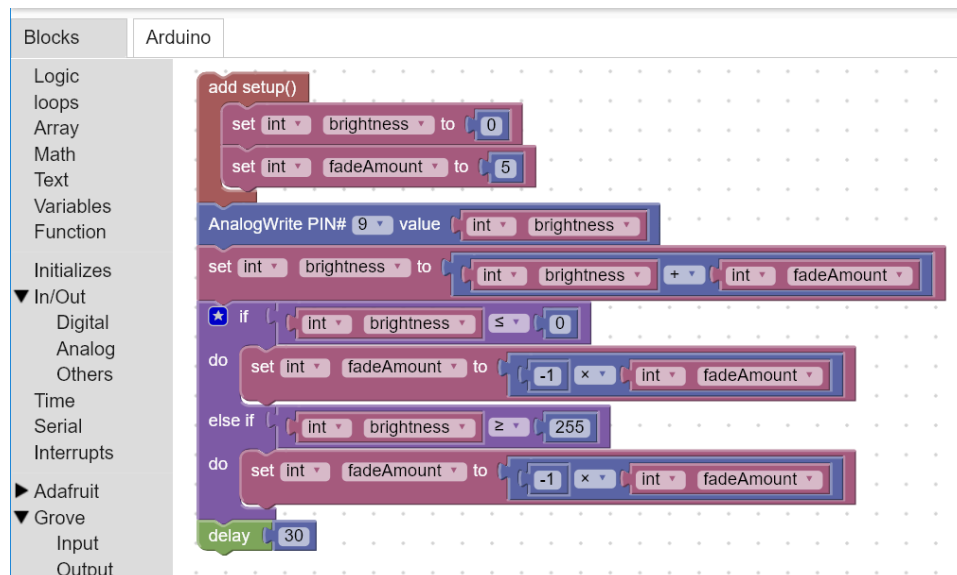 Blocks
Arduino
Logic
loops
Array
Math
Text
Variables
Function
Initializes
In/Out
Digital
Analog
Others
Time
Serial
Interrupts
Adafruit
Grove
Input
Output
add setup()
set int brightness to 0
set int fadeAmount to 5
AnalogWrite PIN# 9 value int brightness
set int brightness to int brightness + int fadeAmount
if int brightness ≤ 0
do set int fadeAmount to -1 × int fadeAmount
else if int brightness ≥ 255
do set int fadeAmount to -1 × int fadeAmount
delay 30